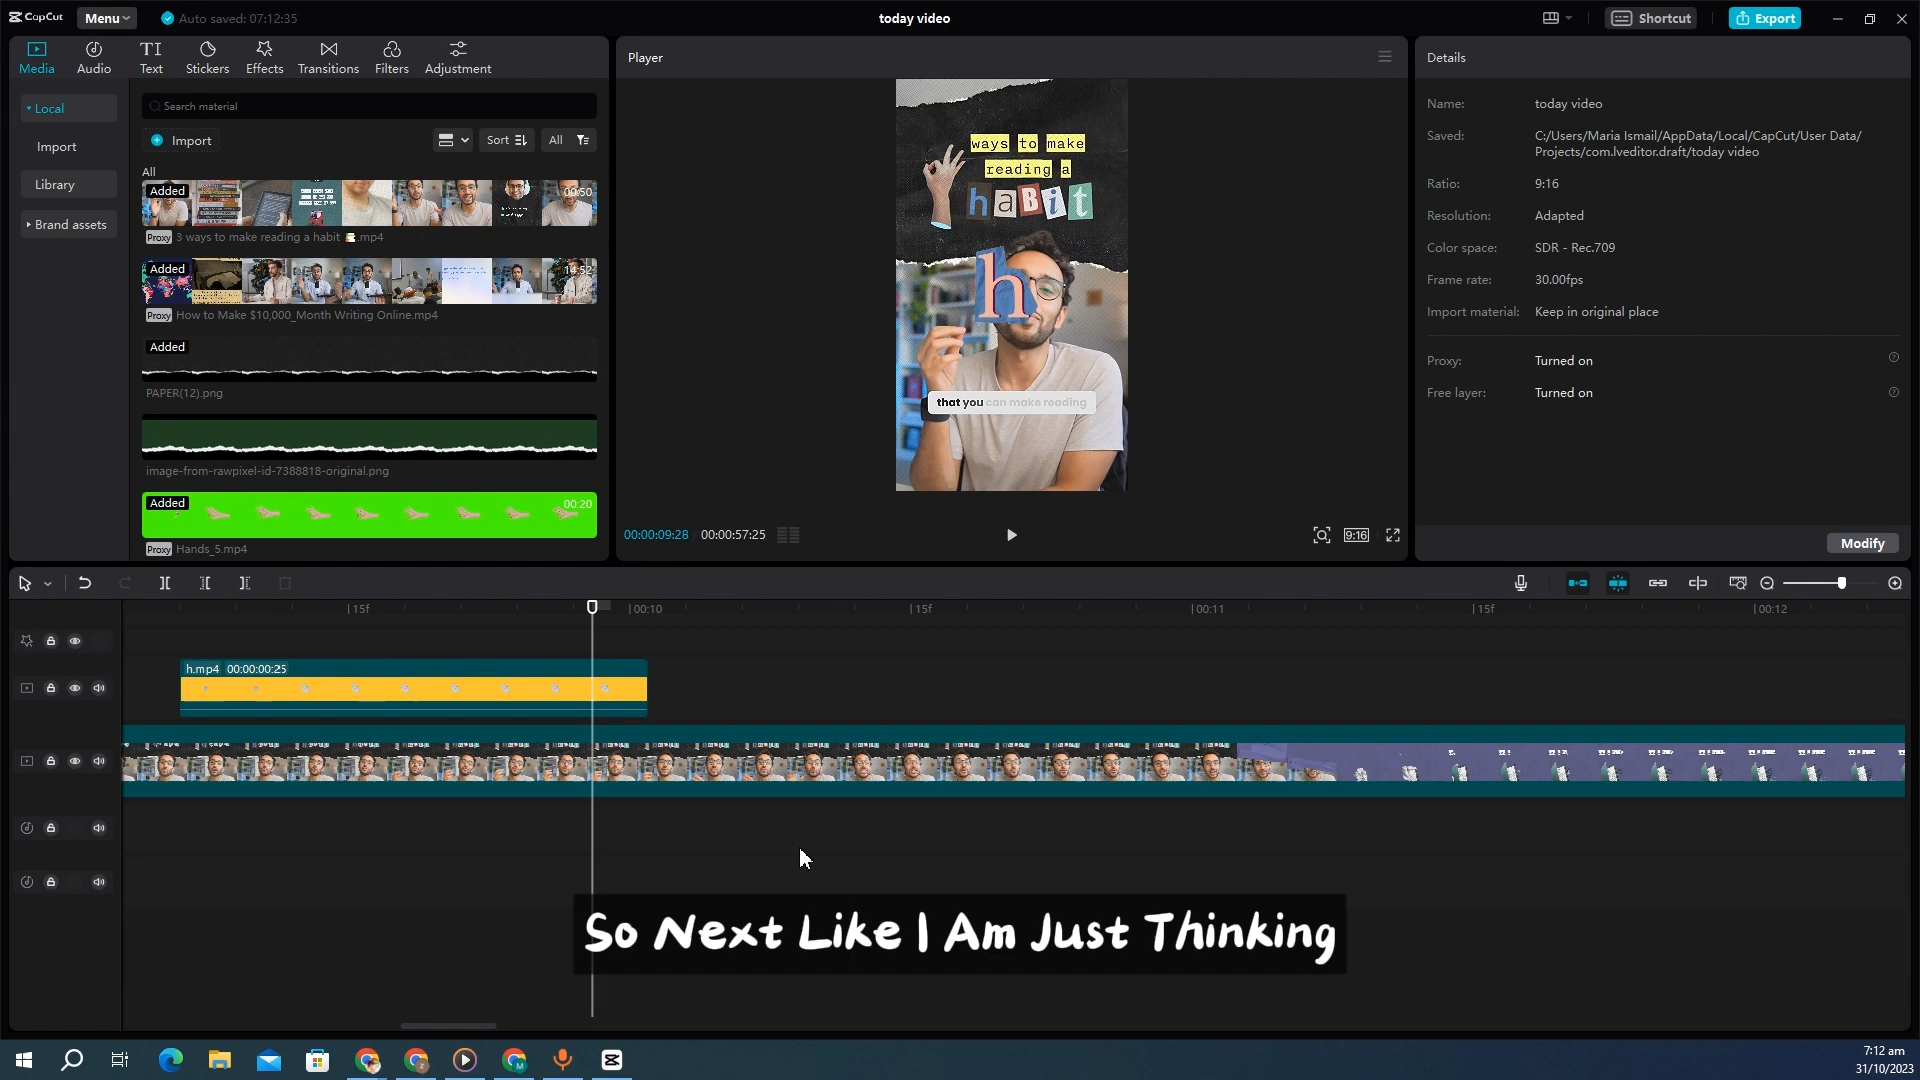 CapCut
Menu
Auto saved: 07:12:35
today video
Shortcut
Export
Media
Audio
TI
Text
Stickers
Effects
Transitions
Filters
Adjustment
Local
Import
Library
Brand assets
Search material
Import
Sort
All
All
Added
00:50
Proxy 3 ways to make reading a habit .mp4
Added
14:52
Proxy How to Make $10,000_Month Writing Online.mp4
Added
PAPER(12).png
image-from-rawpixel-id-7388818-original.png
Added
00:20
Proxy Hands_5.mp4
Player
ways to make
reading a
haBit
h
that you can make reading
00:00:09:28
00:00:57:25
9:16
Details
Name: today video
Saved: C:/Users/Maria Ismail/AppData/Local/CapCut/User Data/
Projects/com.lveditor.draft/today video
Ratio: 9:16
Resolution: Adapted
Color space: SDR - Rec.709
Frame rate: 30.00fps
Import material: Keep in original place
Proxy: Turned on
Free layer: Turned on
Modify
15f
00:10
15f
00:11
15f
00:12
h.mp4 00:00:00:25
So Next Like I Am Just Thinking
7:12 am
31/10/2023